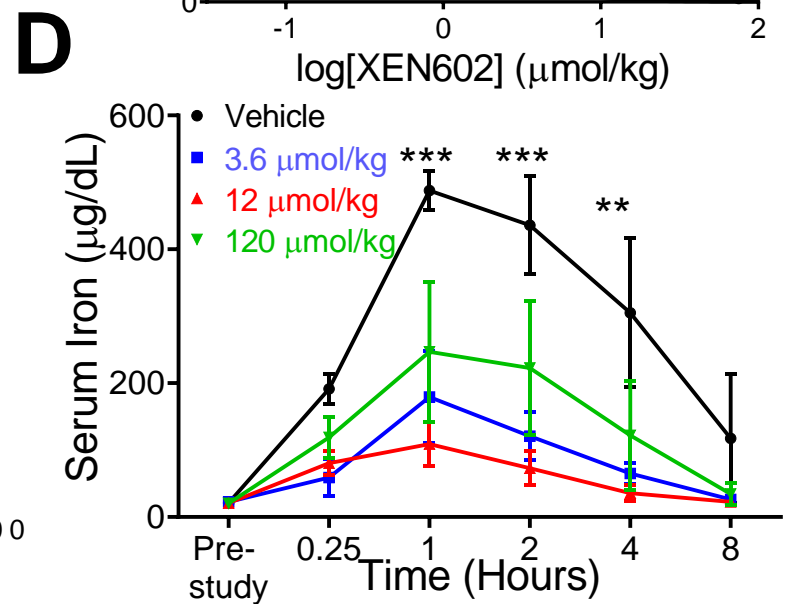 0
-1 0 1 2
log[XEN602] (μmol/kg)
D
600
400
200
0
Serum Iron (μg/dL)
Vehicle
3.6 μmol/kg
12 μmol/kg
120 μmol/kg
*** *** **
Pre-study 0.25 1 2 4 8
Time (Hours)
0